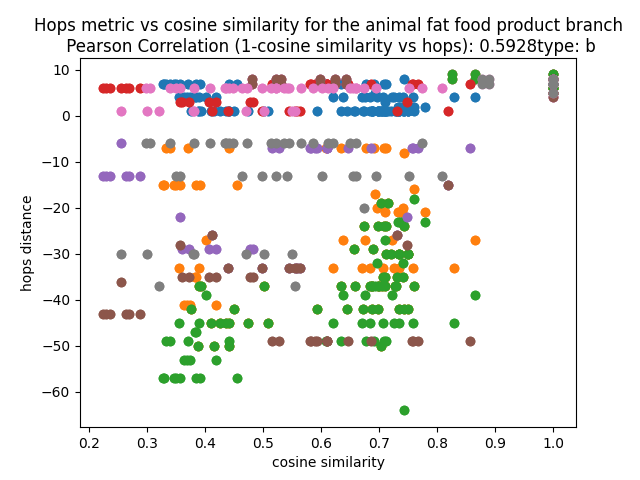 Hops metric vs cosine similarity for the animal fat food product branch
Pearson Correlation (1-cosine similarity vs hops): 0.5928type: b
10
0
−10
−20
−30
−40
−50
−60
hops distance
0.2 0.3 0.4 0.5 0.6 0.7 0.8 0.9 1.0
cosine similarity